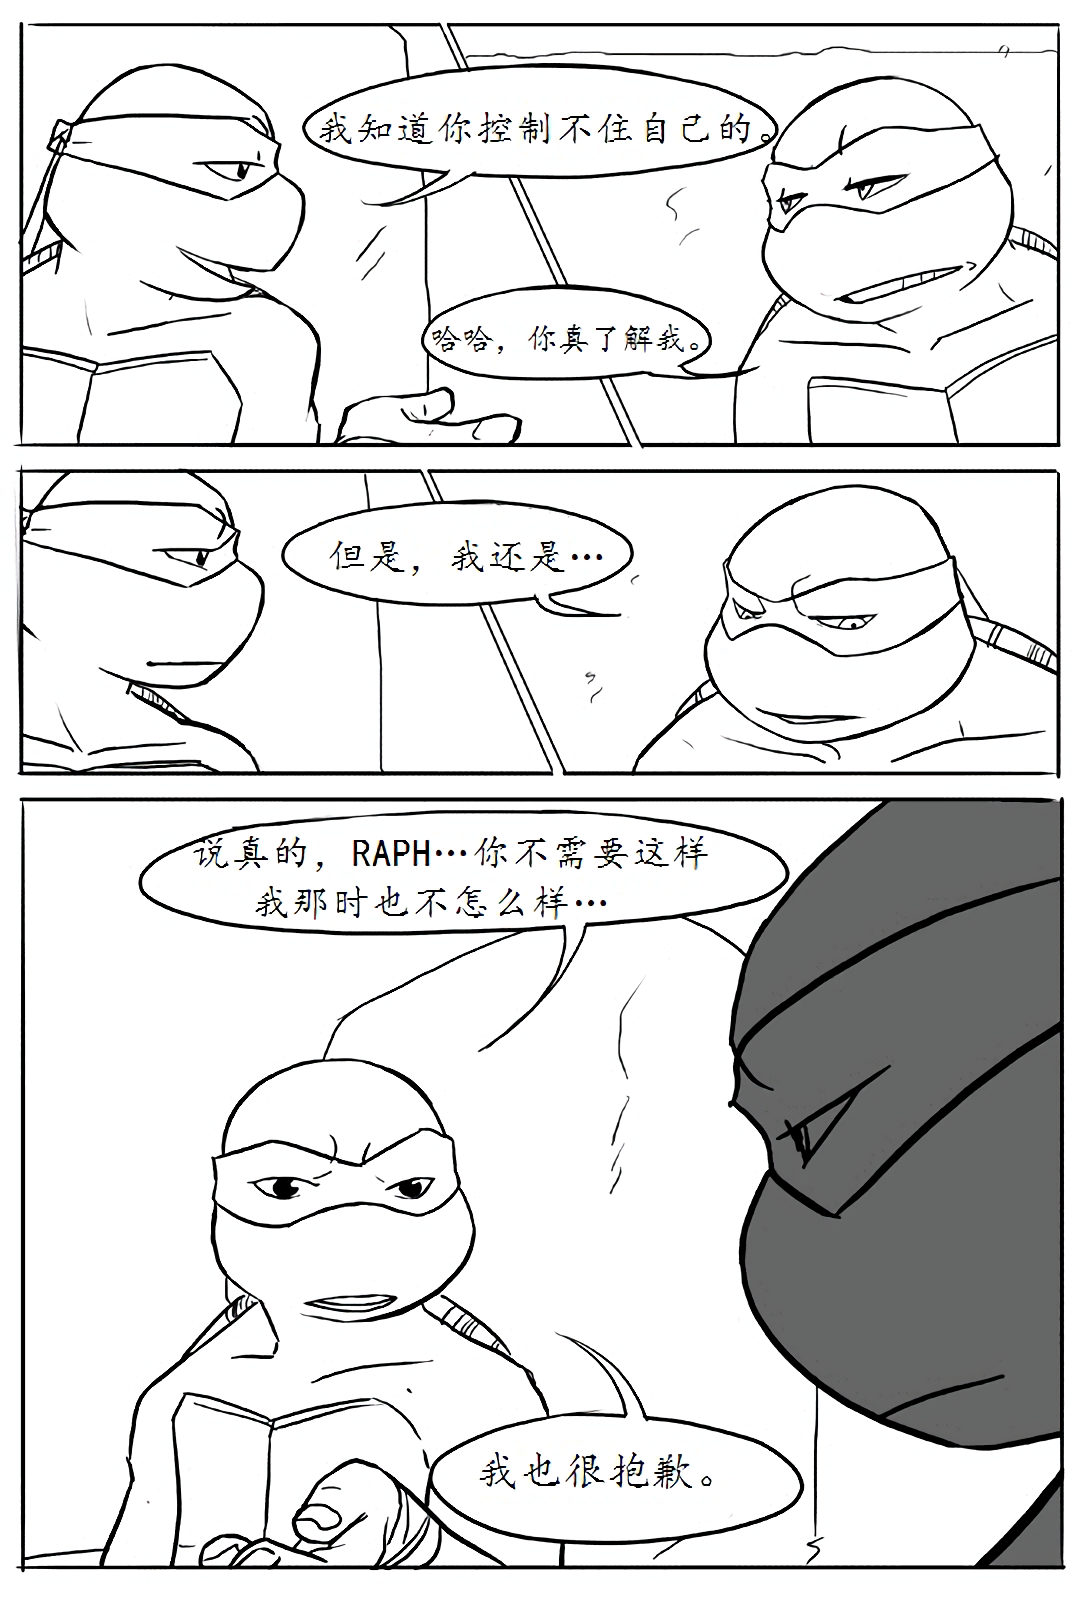 我知道你控制不住自己的。
哈哈，你真了解我。
但是，我还是…
说真的，RAPH…你不需要这样
我那时也不怎么样…
我也很抱歉。